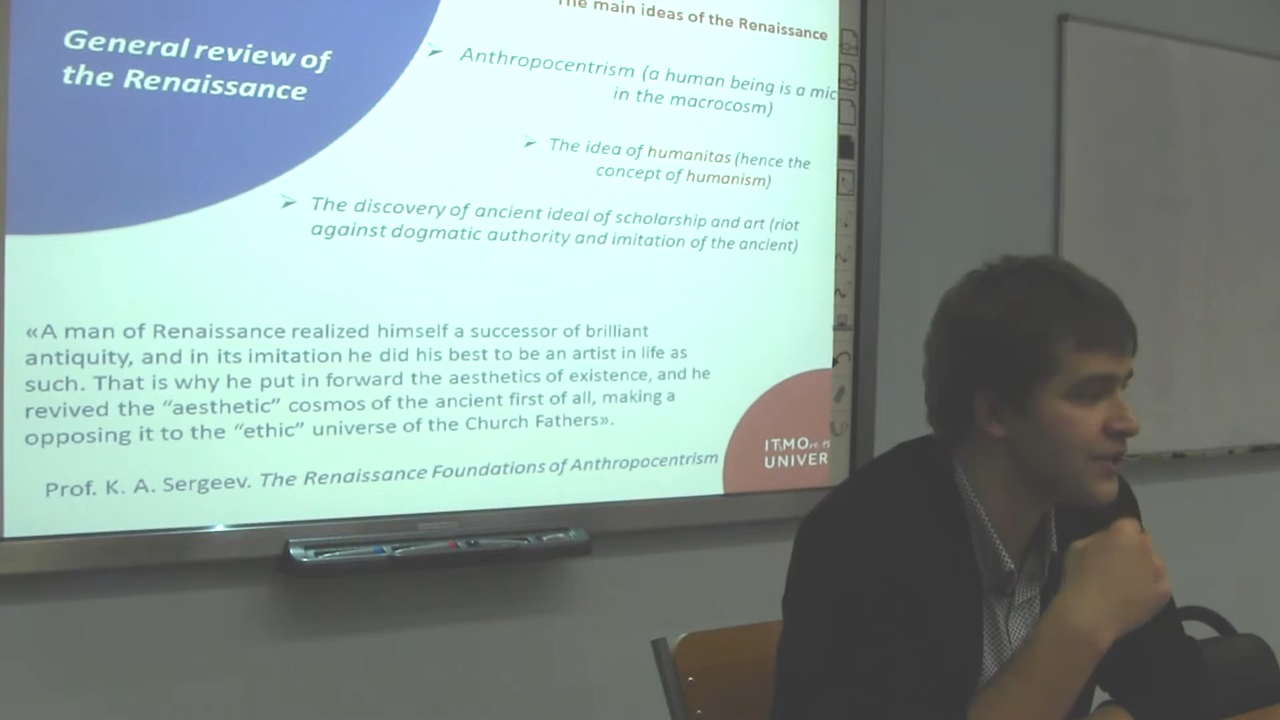 General review of
the Renaissance
The main ideas of the Renaissance
Anthropocentrism (a human being is a mic
in the macrocosm)
The idea of humanitas (hence the
concept of humanism)
The discovery of ancient ideal of scholarship and art (riot
against dogmatic authority and imitation of the ancient)
«A man of Renaissance realized himself a successor of brilliant
antiquity, and in its imitation he did his best to be an artist in life as
such. That is why he put in forward the aesthetics of existence, and he
revived the “aesthetic” cosmos of the ancient first of all, making a
opposing it to the “ethic” universe of the Church Fathers».
Prof. K. A. Sergeev. The Renaissance Foundations of Anthropocentrism
ITMO
UNIVER